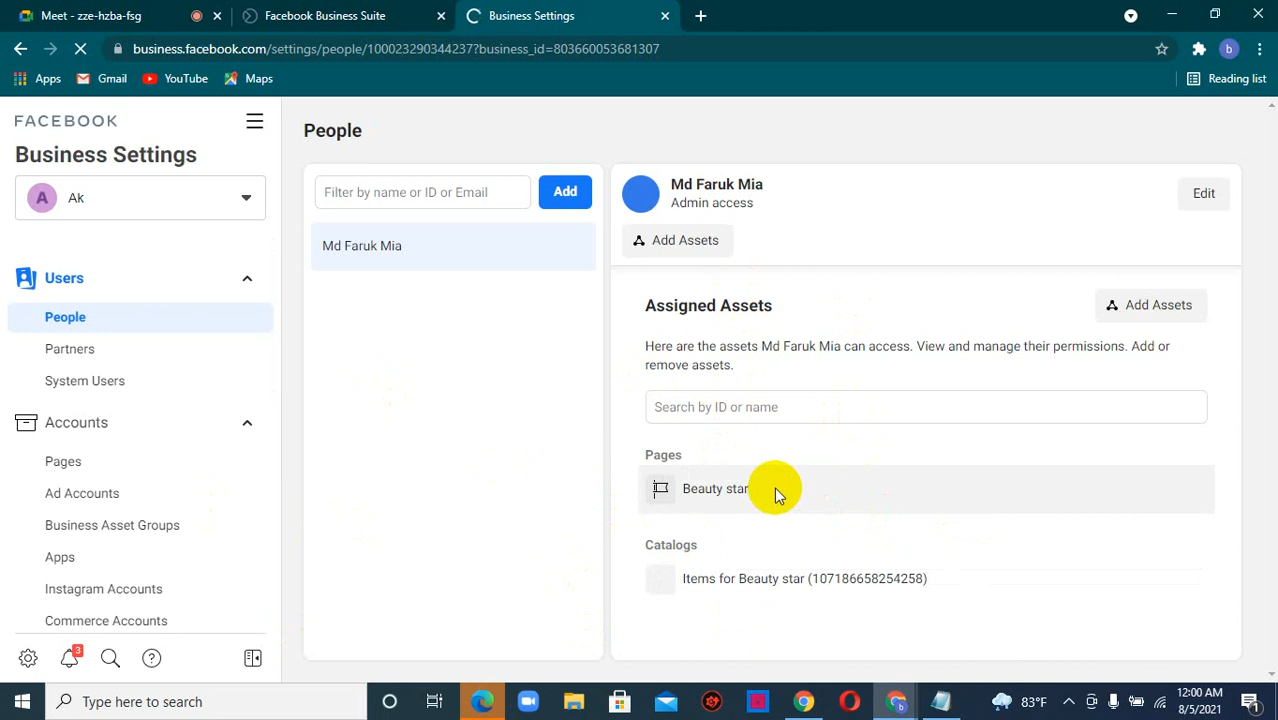 Meet - zze-hzba-fsg
Facebook Business Suite
Business Settings
business.facebook.com/settings/people/100023290344237?business_id=803660053681307
b
Apps
Gmail
YouTube
Maps
Reading list
FACEBOOK
Business Settings
A
Ak
Users
People
Partners
System Users
Accounts
Pages
Ad Accounts
Business Asset Groups
Apps
Instagram Accounts
Commerce Accounts
3
People
Filter by name or ID or Email
Add
Md Faruk Mia
Md Faruk Mia
Admin access
Edit
Add Assets
Assigned Assets
Add Assets
Here are the assets Md Faruk Mia can access. View and manage their permissions. Add or
remove assets.
Search by ID or name
Pages
Beauty star
Catalogs
Items for Beauty star (107186658254258)
Type here to search
b
83°F
12:00 AM
8/5/2021
1